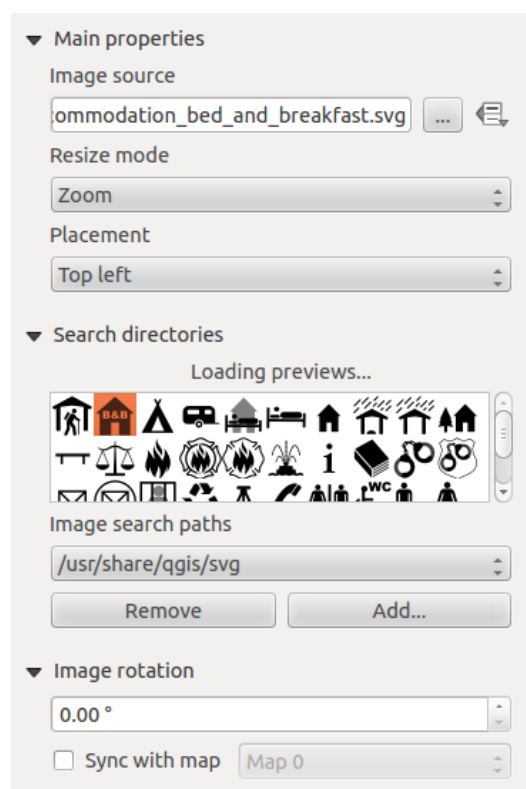 Main properties
Image source
ommodation_bed_and_breakfast.svg ...
Resize mode
Zoom
Placement
Top left
Search directories
Loading previews...
B&B
i
WC
Image search paths
/usr/share/qgis/svg
Remove Add...
Image rotation
0.00 °
Sync with map Map 0